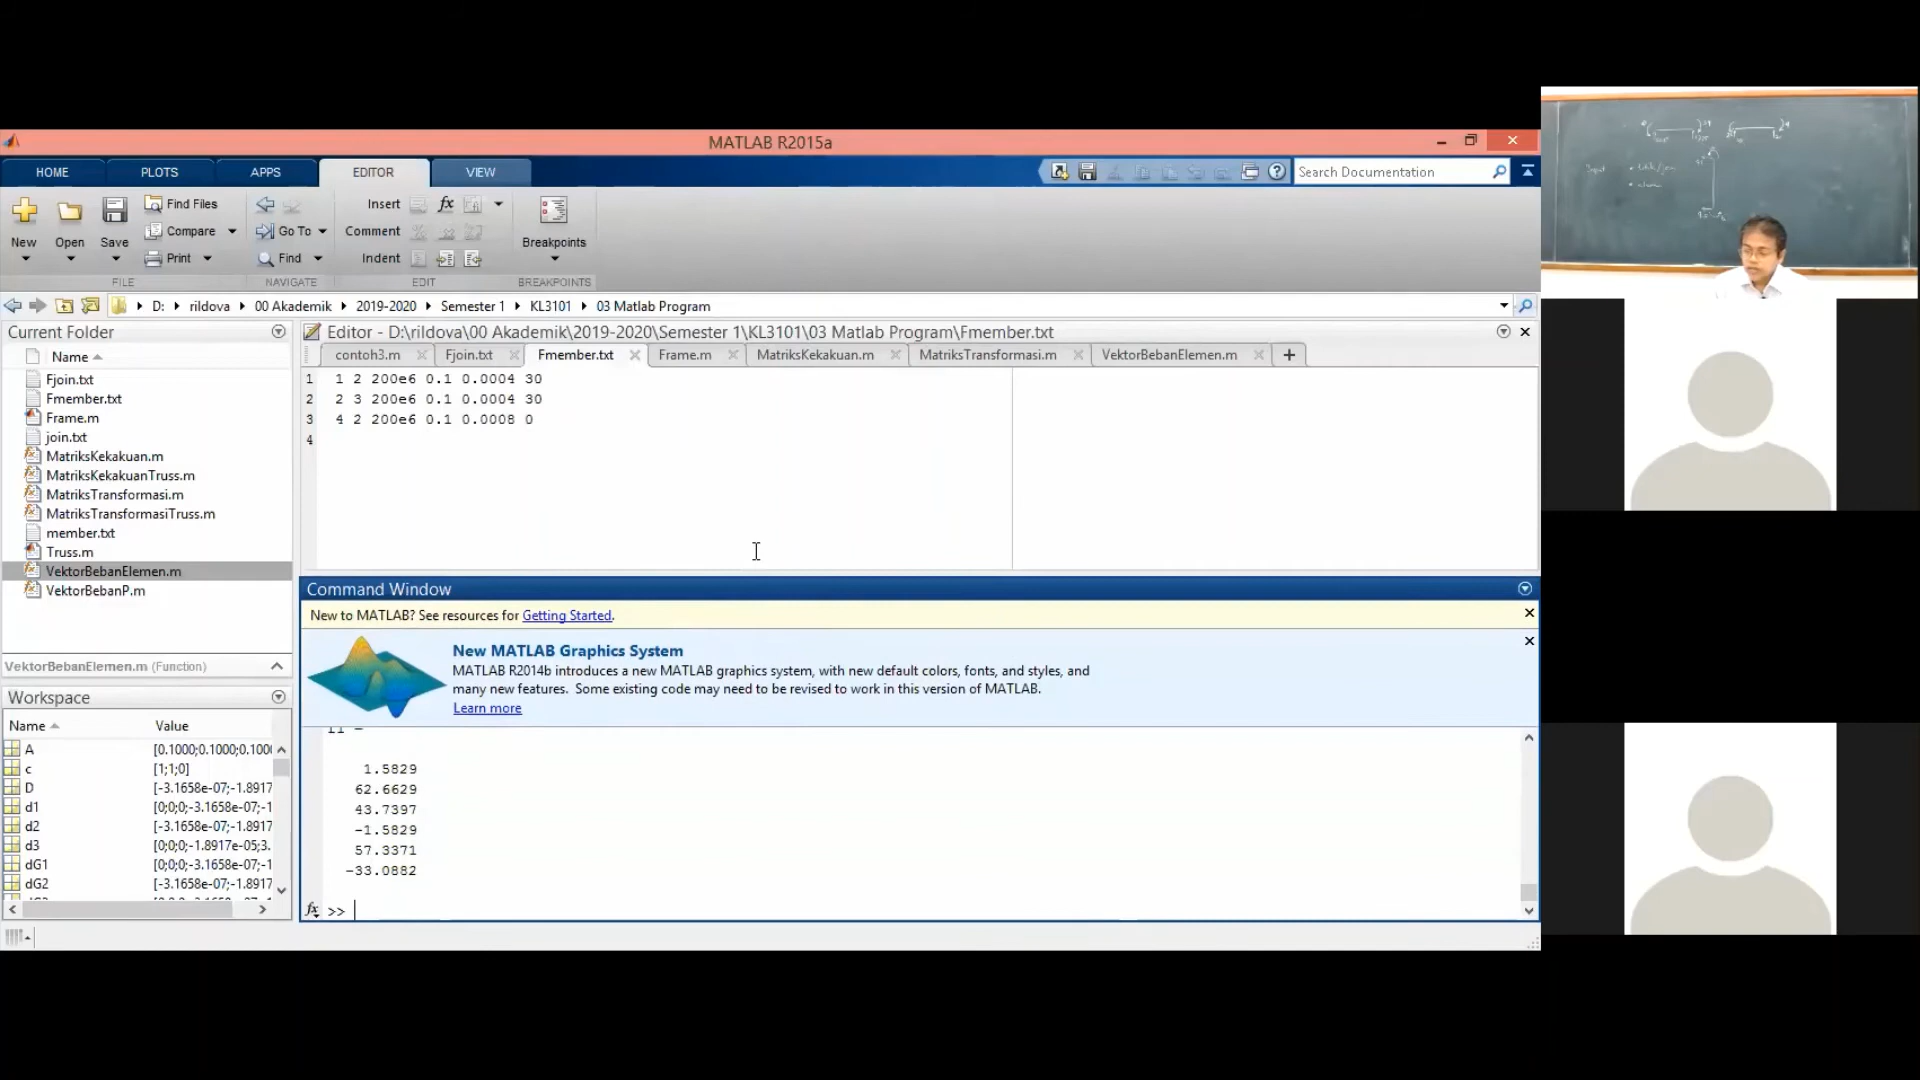 MATLAB R2015a
HOME PLOTS APPS EDITOR VIEW
Search Documentation
New Open Save
Find Files
Compare
Print
Go To
Find
Insert fx
Comment
Indent
Breakpoints
FILE NAVIGATE EDIT BREAKPOINTS
D: rildova 00 Akademik 2019-2020 Semester 1 KL3101 03 Matlab Program
Current Folder
Name
Fjoin.txt
Fmember.txt
Frame.m
join.txt
MatriksKekakuan.m
MatriksKekakuanTruss.m
MatriksTransformasi.m
MatriksTransformasiTruss.m
member.txt
Truss.m
VektorBebanElemen.m
VektorBebanP.m
VektorBebanElemen.m (Function)
Workspace
Name Value
A [0.1000;0.1000;0.100
c [1;1;0]
D [-3.1658e-07;-1.8917
d1 [0;0;0;-3.1658e-07;-1
d2 [-3.1658e-07;-1.8917
d3 [0;0;0;-1.8917e-05;3.
dG1 [0;0;0;-3.1658e-07;-1
dG2 [-3.1658e-07;-1.8917
Editor - D:\rildova\00 Akademik\2019-2020\Semester 1\KL3101\03 Matlab Program\Fmember.txt
contoh3.m Fjoin.txt Fmember.txt Frame.m MatriksKekakuan.m MatriksTransformasi.m VektorBebanElemen.m
1 1 2 200e6 0.1 0.0004 30
2 2 3 200e6 0.1 0.0004 30
3 4 2 200e6 0.1 0.0008 0
4
Command Window
New to MATLAB? See resources for Getting Started.
New MATLAB Graphics System
MATLAB R2014b introduces a new MATLAB graphics system, with new default colors, fonts, and styles, and
many new features. Some existing code may need to be revised to work in this version of MATLAB.
Learn more
1.5829
62.6629
43.7397
-1.5829
57.3371
-33.0882
fx >>